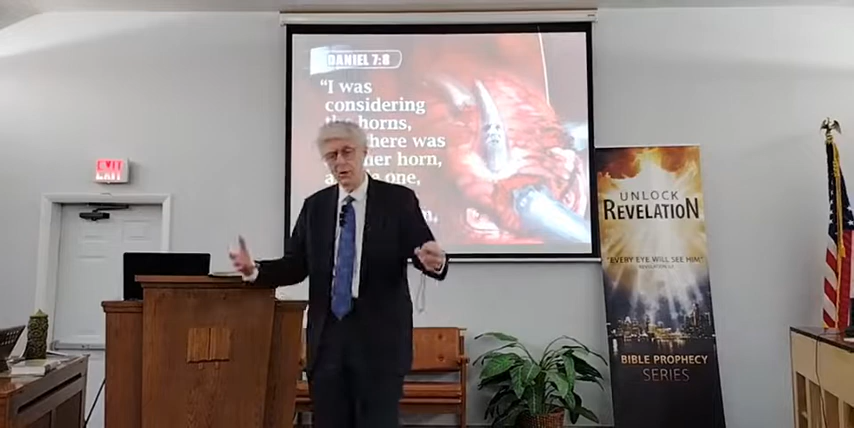 DANIEL 7:8
"I was
considering
horns,
there was
horn,
one,
EXIT
UNLOCK
REVELATION
"EVERY EYE WILL SEE HIM"
BIBLE PROPHECY
SERIES